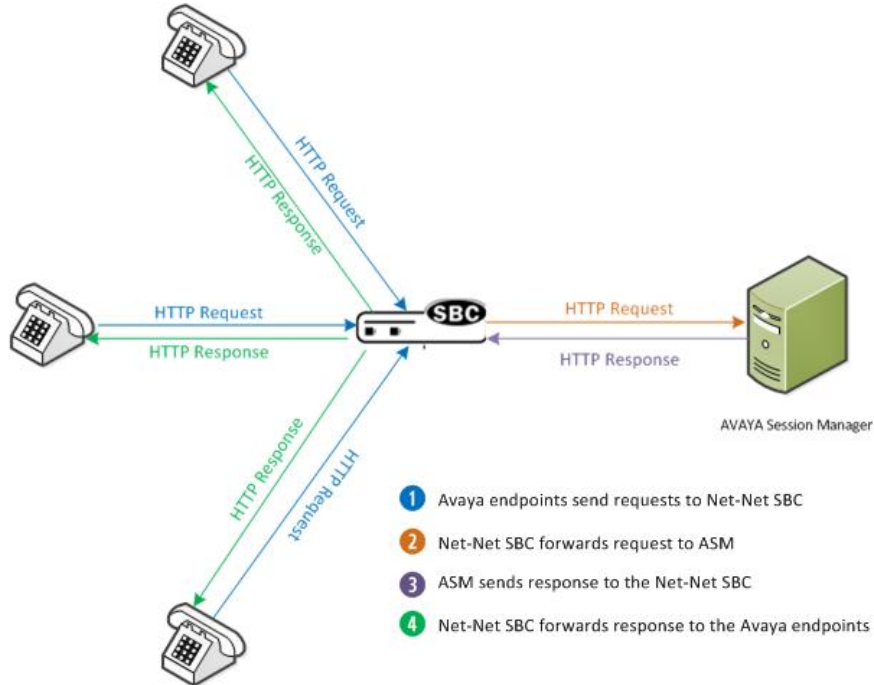 HTTP Request
HTTP Response
HTTP Request
HTTP Response
SBC
HTTP Request
HTTP Response
HTTP Response
HTTP Request
AVAYA Session Manager
1 Avaya endpoints send requests to Net-Net SBC
2 Net-Net SBC forwards request to ASM
3 ASM sends response to the Net-Net SBC
4 Net-Net SBC forwards response to the Avaya endpoints